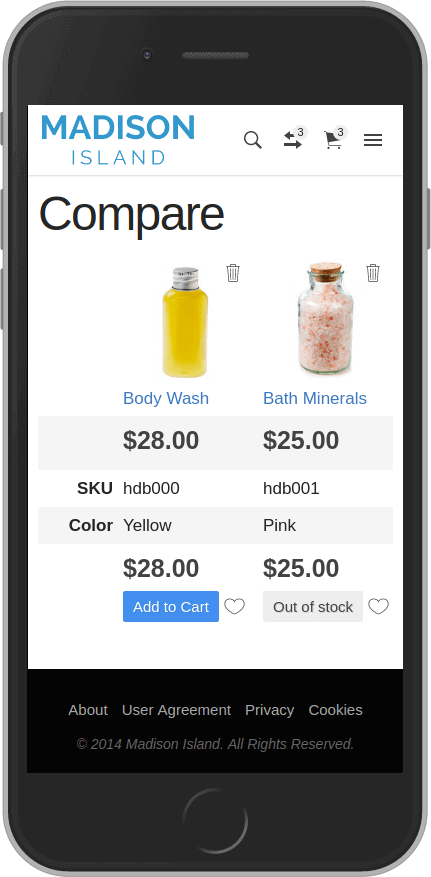 MADISON
ISLAND
3 3
Compare
Body Wash Bath Minerals
$28.00 $25.00
SKU hdb000 hdb001
Color Yellow Pink
$28.00 $25.00
Add to Cart Out of stock
About User Agreement Privacy Cookies
© 2014 Madison Island. All Rights Reserved.